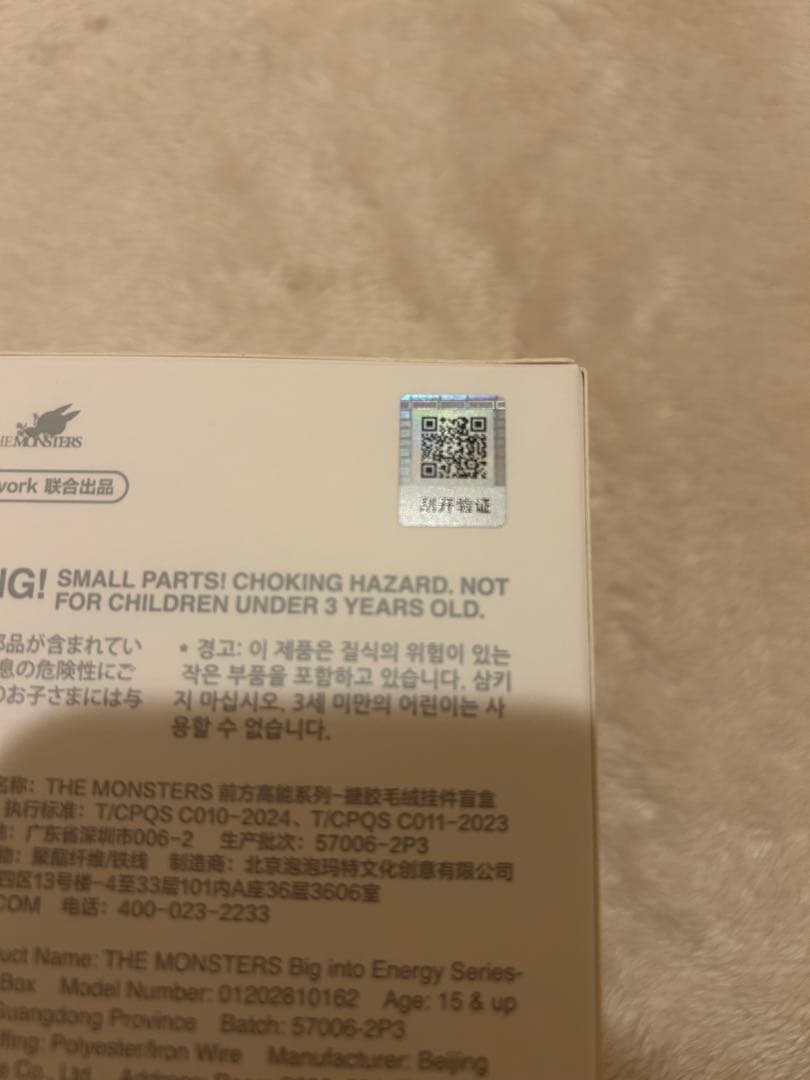 THE MONSTERS
work 联合出品
刮开验证
NG! SMALL PARTS! CHOKING HAZARD. NOT
FOR CHILDREN UNDER 3 YEARS OLD.
部品が含まれてい
息の危険性にご
のお子さまには与
* 경고: 이 제품은 질식의 위험이 있는
작은 부품을 포함하고 있습니다. 삼키
지 마십시오. 3세 미만의 어린이는 사
용할 수 없습니다.
名称：THE MONSTERS 前方高能系列-搪胶毛绒挂件盲盒
执行标准：T/CPQS C010-2024、T/CPQS C011-2023
广东省深圳市006-2 生产批次：57006-2P3
聚酯纤维/铁线 制造商：北京泡泡玛特文化创意有限公司
四区13号楼-4至33层101内A座36层3606室
COM 电话：400-023-2233
uct Name: THE MONSTERS Big into Energy Series-
Box Model Number: 01202810162 Age: 15 & up
Guangdong Province Batch: 57006-2P3
ffing: Polyester/Iron Wire Manufacturer: Beijing
Co., Ltd.